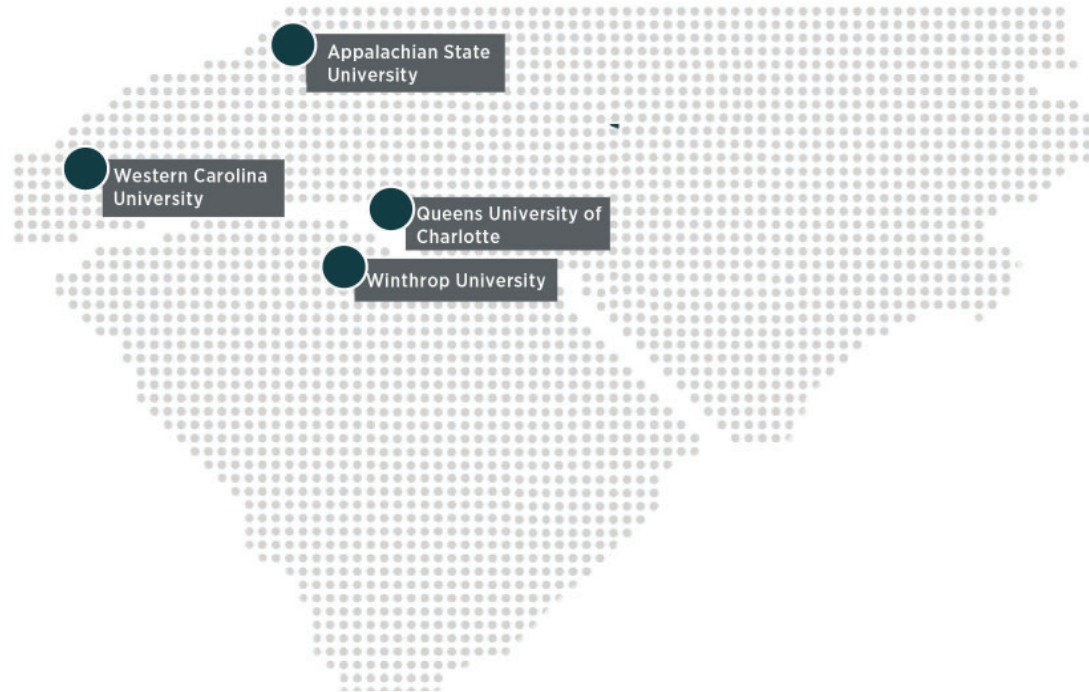 Appalachian State
University
Western Carolina
University
Queens University of
Charlotte
Winthrop University